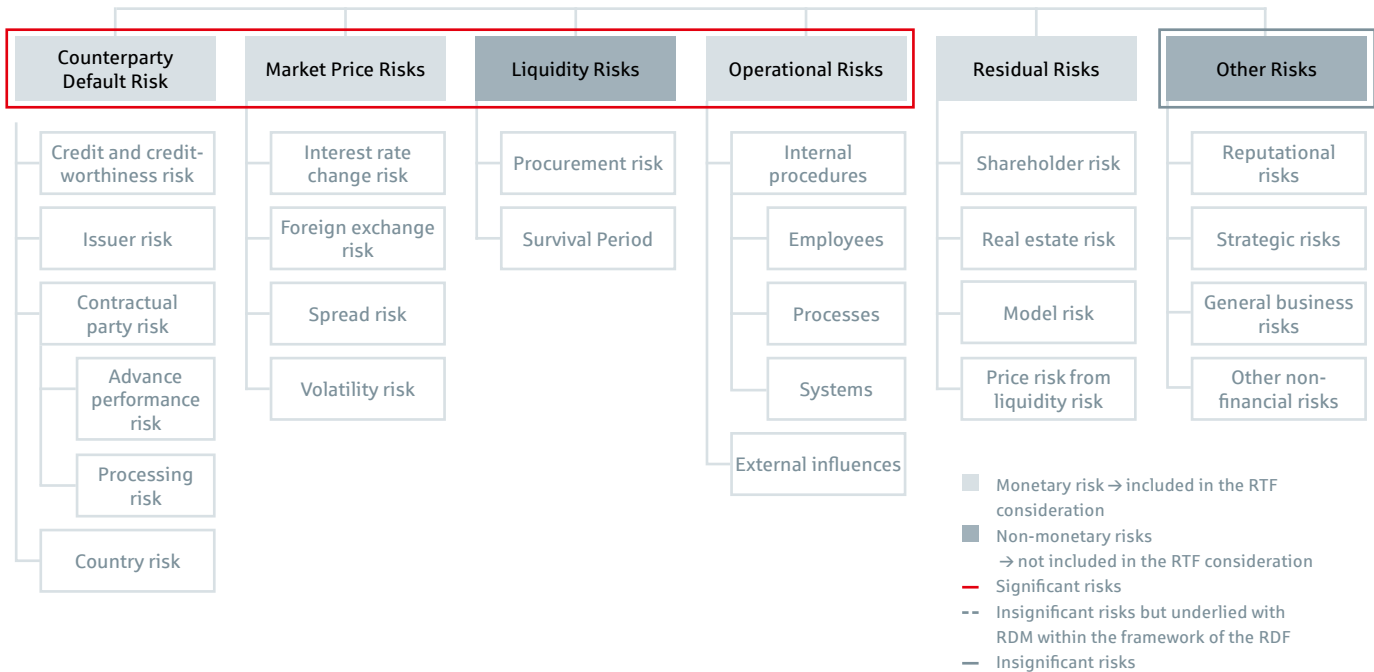 Counterparty
Default Risk
Credit and credit-
worthiness risk
Issuer risk
Contractual
party risk
Advance
performance
risk
Processing
risk
Country risk
Market Price Risks
Interest rate
change risk
Foreign exchange
risk
Spread risk
Volatility risk
Liquidity Risks
Procurement risk
Survival Period
Operational Risks
Internal
procedures
Employees
Processes
Systems
External influences
Residual Risks
Shareholder risk
Real estate risk
Model risk
Price risk from
liquidity risk
Other Risks
Reputational
risks
Strategic risks
General business
risks
Other non-
financial risks
Monetary risk → included in the RTF
consideration
Non-monetary risks
→ not included in the RTF consideration
Significant risks
Insignificant risks but underlied with
RDM within the framework of the RDF
Insignificant risks